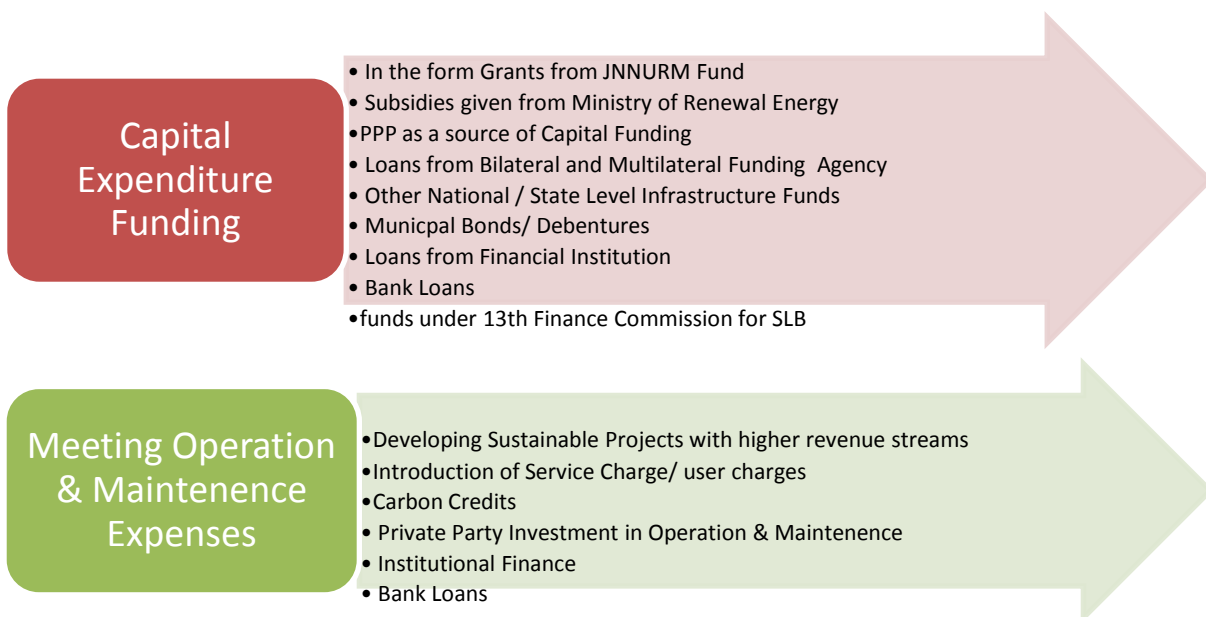 Capital
Expenditure
Funding
• In the form Grants from JNNURM Fund
• Subsidies given from Ministry of Renewal Energy
•PPP as a source of Capital Funding
• Loans from Bilateral and Multilateral Funding Agency
• Other National / State Level Infrastructure Funds
• Municpal Bonds/ Debentures
• Loans from Financial Institution
• Bank Loans
•funds under 13th Finance Commission for SLB
Meeting Operation
& Maintenence
Expenses
•Developing Sustainable Projects with higher revenue streams
•Introduction of Service Charge/ user charges
•Carbon Credits
• Private Party Investment in Operation & Maintenence
• Institutional Finance
• Bank Loans